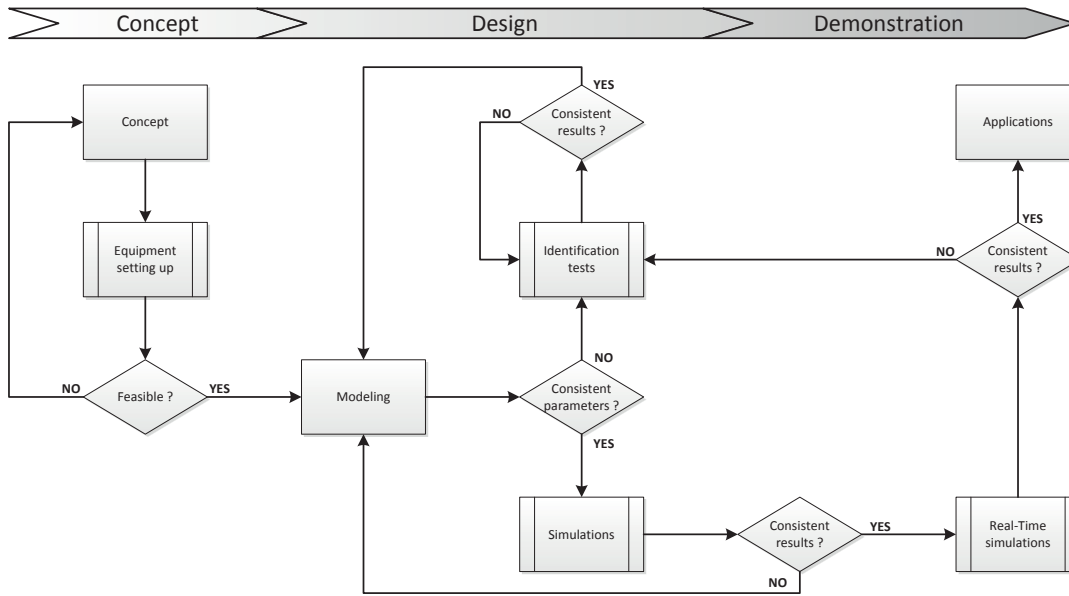 Concept
Design
Demonstration
YES
NO
Consistent
results ?
Concept
Applications
YES
Equipment
setting up
Identification
tests
NO
Consistent
results ?
NO
NO
Feasible ?
YES
Modeling
Consistent
parameters ?
YES
Simulations
Consistent
results ?
YES
Real-Time
simulations
NO